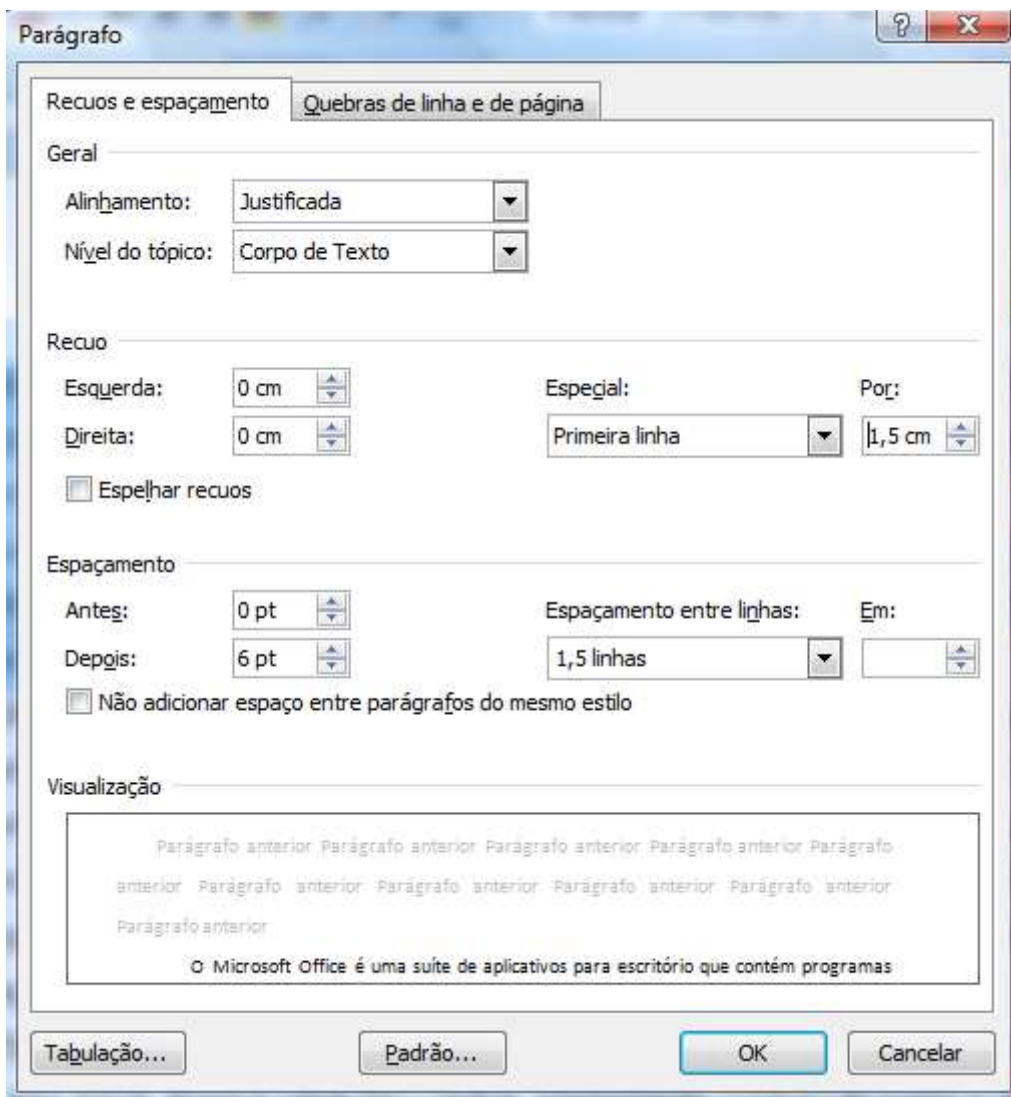 Parágrafo
Recuos e espaçamento Quebras de linha e de página
Geral
Alinhamento: Justificada
Nível do tópico: Corpo de Texto
Recuo
Esquerda: 0 cm Especial: Por:
Direita: 0 cm Primeira linha 1,5 cm
Espelhar recuos
Espaçamento
Antes: 0 pt Espaçamento entre linhas: Em:
Depois: 6 pt 1,5 linhas
Não adicionar espaço entre parágrafos do mesmo estilo
Visualização
Parágrafo anterior Parágrafo anterior Parágrafo anterior Parágrafo anterior Parágrafo
anterior Parágrafo anterior Parágrafo anterior Parágrafo anterior Parágrafo anterior
Parágrafo anterior
O Microsoft Office é uma suíte de aplicativos para escritório que contém programas
Tabulação... Padrão... OK Cancelar